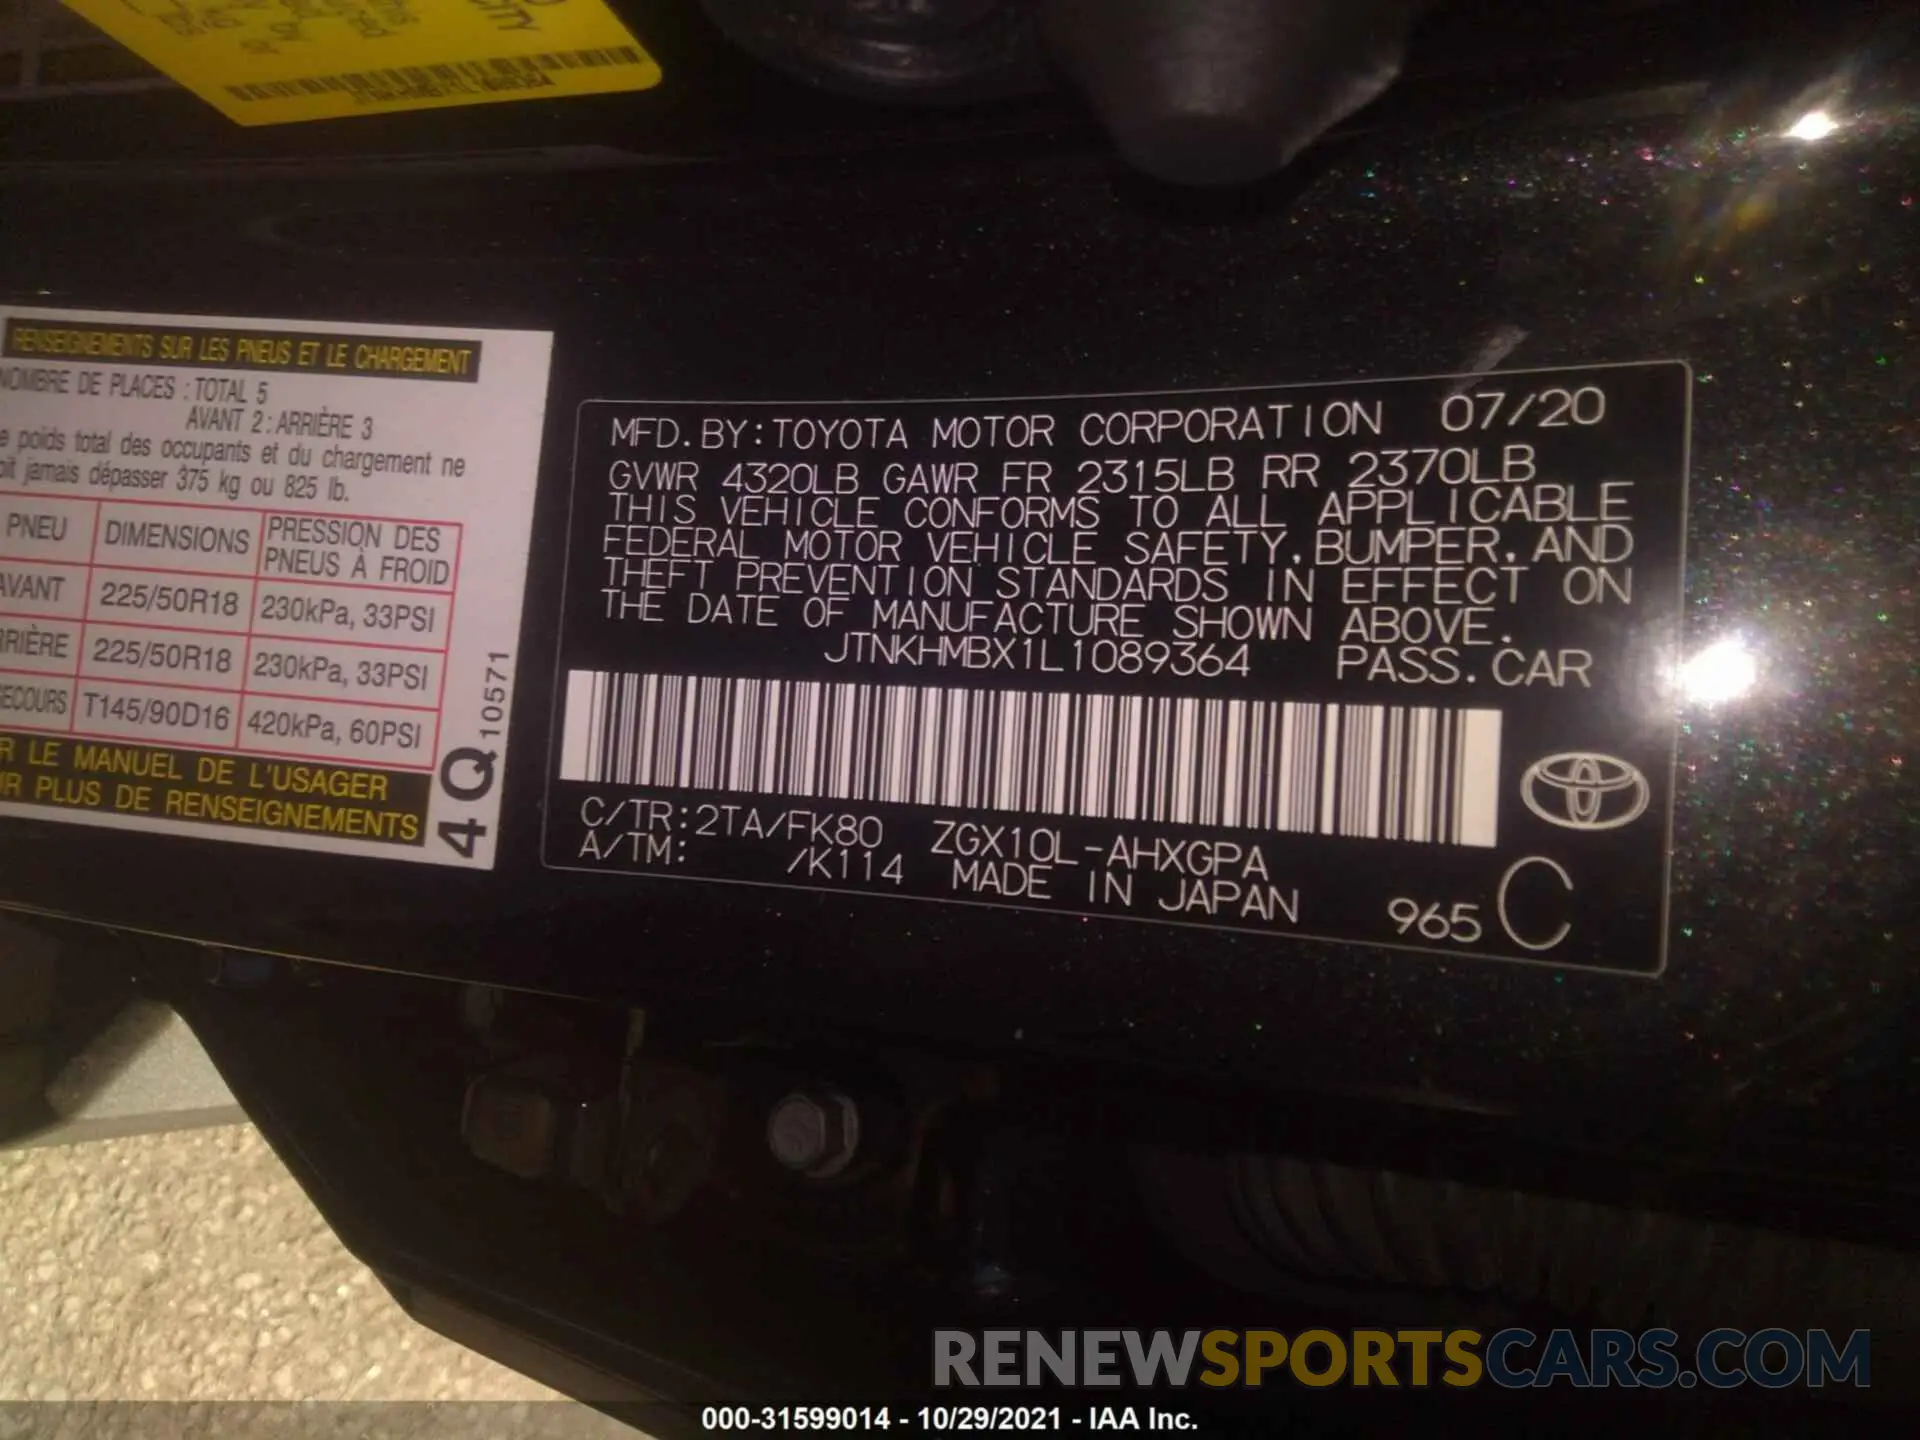 RENSEIGNEMENTS SUR LES PNEUS ET LE CHARGEMENT
NOMBRE DE PLACES : TOTAL 5
AVANT 2 : ARRIÈRE 3
poids total des occupants et du chargement ne
jamais dépasser 375 kg ou 825 lb.
PNEU DIMENSIONS PRESSION DES PNEUS À FROID
AVANT 225/50R18 230kPa, 33PSI
RRIÈRE 225/50R18 230kPa, 33PSI
ECOURS T145/90D16 420kPa, 60PSI
R LE MANUEL DE L'USAGER
UR PLUS DE RENSEIGNEMENTS
4Q 10571
MFD. BY: TOYOTA MOTOR CORPORATION 07/20
GVWR 4320LB GAWR FR 2315LB RR 2370LB
THIS VEHICLE CONFORMS TO ALL APPLICABLE
FEDERAL MOTOR VEHICLE SAFETY, BUMPER, AND
THEFT PREVENTION STANDARDS IN EFFECT ON
THE DATE OF MANUFACTURE SHOWN ABOVE.
JTNKHMBX1L1089364 PASS. CAR
C/TR: 2TA/FK80 ZGX10L-AHXGPA
A/TM: /K114 MADE IN JAPAN 965 C
RENEWSPORTSCARS.COM
000-31599014 - 10/29/2021 - IAA Inc.